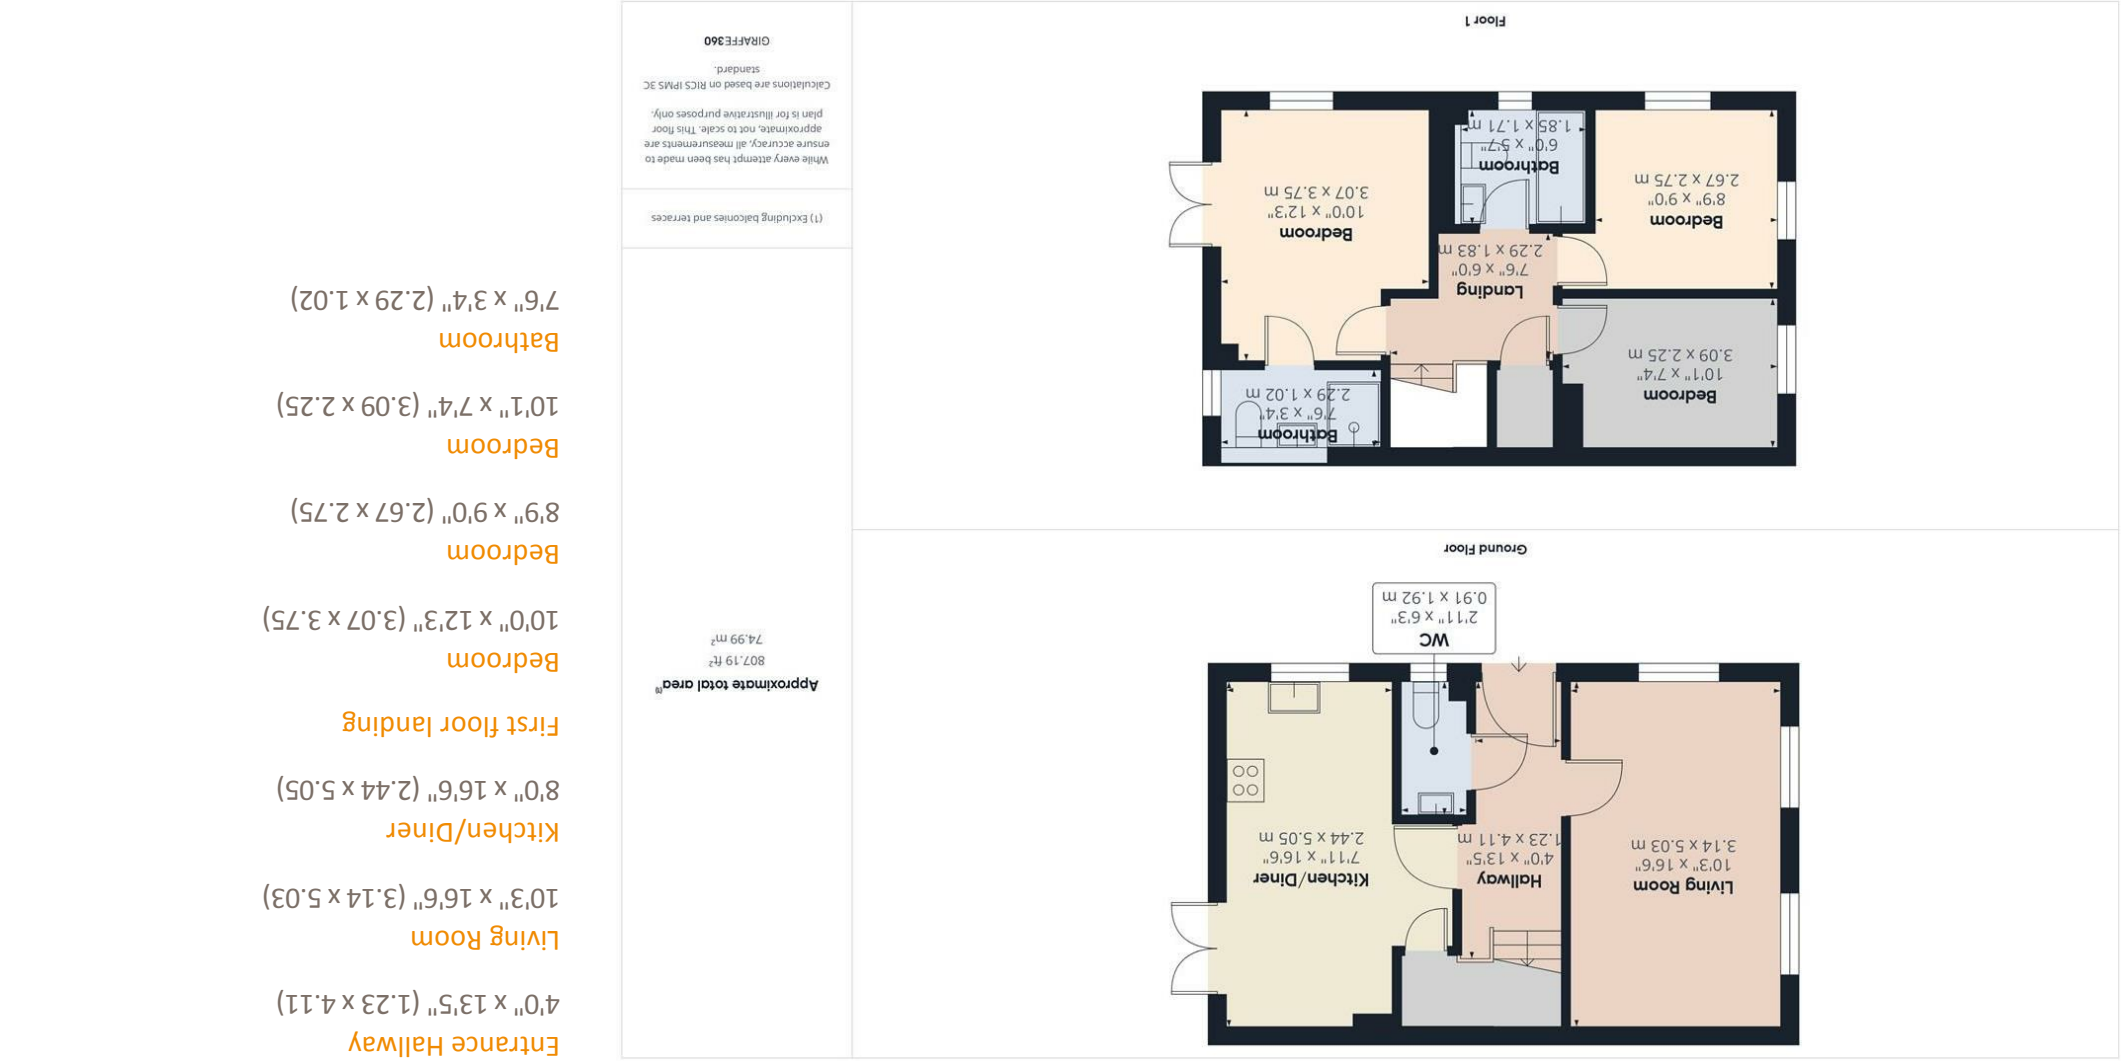 Living Room
10'3" x 16'6"
3.14 x 5.03 m
Hallway
4'0" x 13'5"
1.23 x 4.11 m
Kitchen/Diner
7'11" x 16'6"
2.44 x 5.05 m
WC
2'11" x 6'3"
0.91 x 1.92 m
Ground Floor
Bedroom
10'1" x 7'4"
3.09 x 2.25 m
Bathroom
7'6" x 3'4"
2.29 x 1.02 m
Landing
7'6" x 6'0"
2.29 x 1.83 m
Bedroom
8'9" x 9'0"
2.67 x 2.75 m
Bedroom
10'0" x 12'3"
3.07 x 3.75 m
Bathroom
6'0" x 5'7"
1.85 x 1.71 m
Floor 1
Approximate total area⁽¹⁾
807.19 ft²
74.99 m²
(1) Excluding balconies and terraces
While every attempt has been made to
ensure accuracy, all measurements are
approximate, not to scale. This floor
plan is for illustrative purposes only.
Calculations are based on RICS IPMS 3C
standard.
GIRAFFE360
Entrance Hallway
4'0" x 13'5" (1.23 x 4.11)
Living Room
10'3" x 16'6" (3.14 x 5.03)
Kitchen/Diner
8'0" x 16'6" (2.44 x 5.05)
First floor landing
Bedroom
10'0" x 12'3" (3.07 x 3.75)
Bedroom
8'9" x 9'0" (2.67 x 2.75)
Bedroom
10'1" x 7'4" (3.09 x 2.25)
Bathroom
7'6" x 3'4" (2.29 x 1.02)